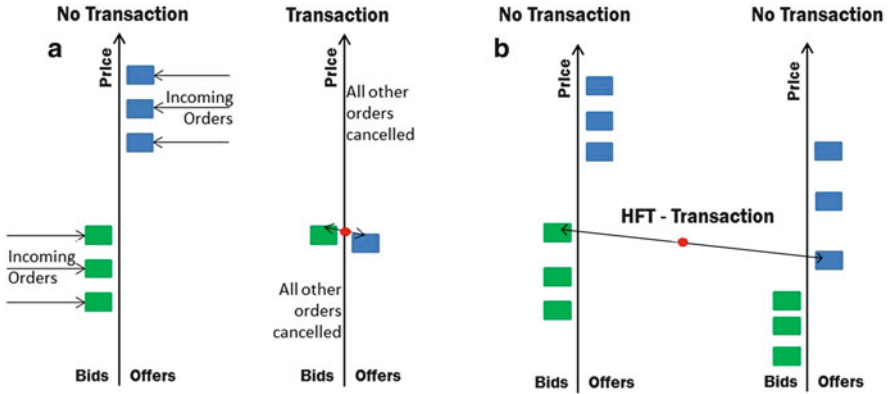 No Transaction
Transaction
No Transaction
No Transaction
a
Price
Incoming
Orders
Incoming
Orders
Bids
Offers
Price
All other
orders
cancelled
All other
orders
cancelled
Bids
Offers
b
Price
HFT - Transaction
Bids
Offers
Price
Bids
Offers